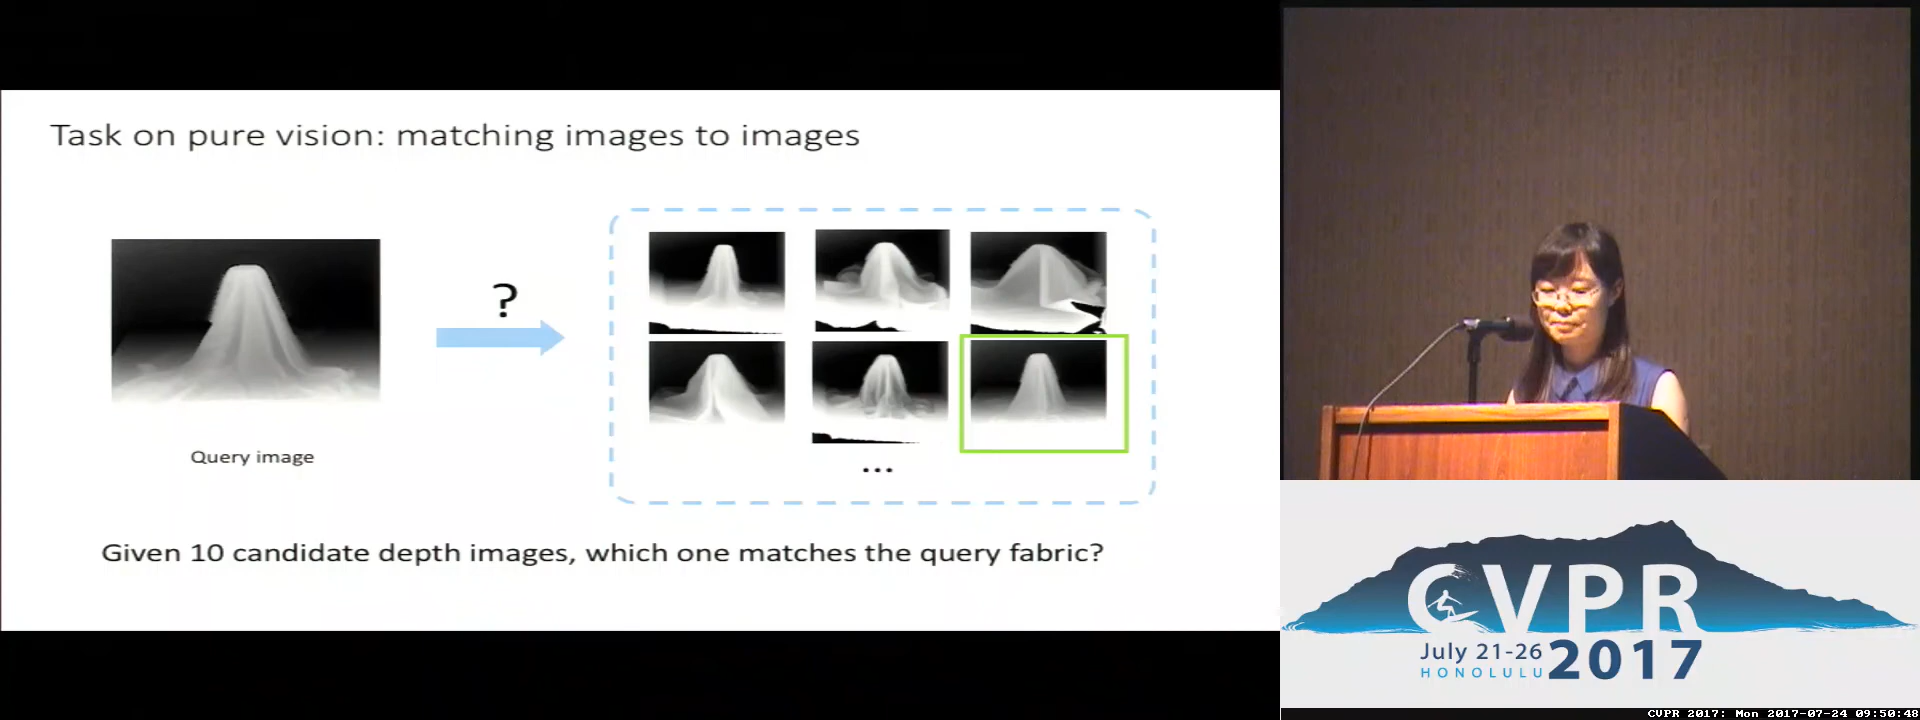 Task on pure vision: matching images to images
?
Query image
...
Given 10 candidate depth images, which one matches the query fabric?
CVPR
July 21-26
HONOLULU
2017
CVPR 2017: Mon 2017-07-24 09:50:48